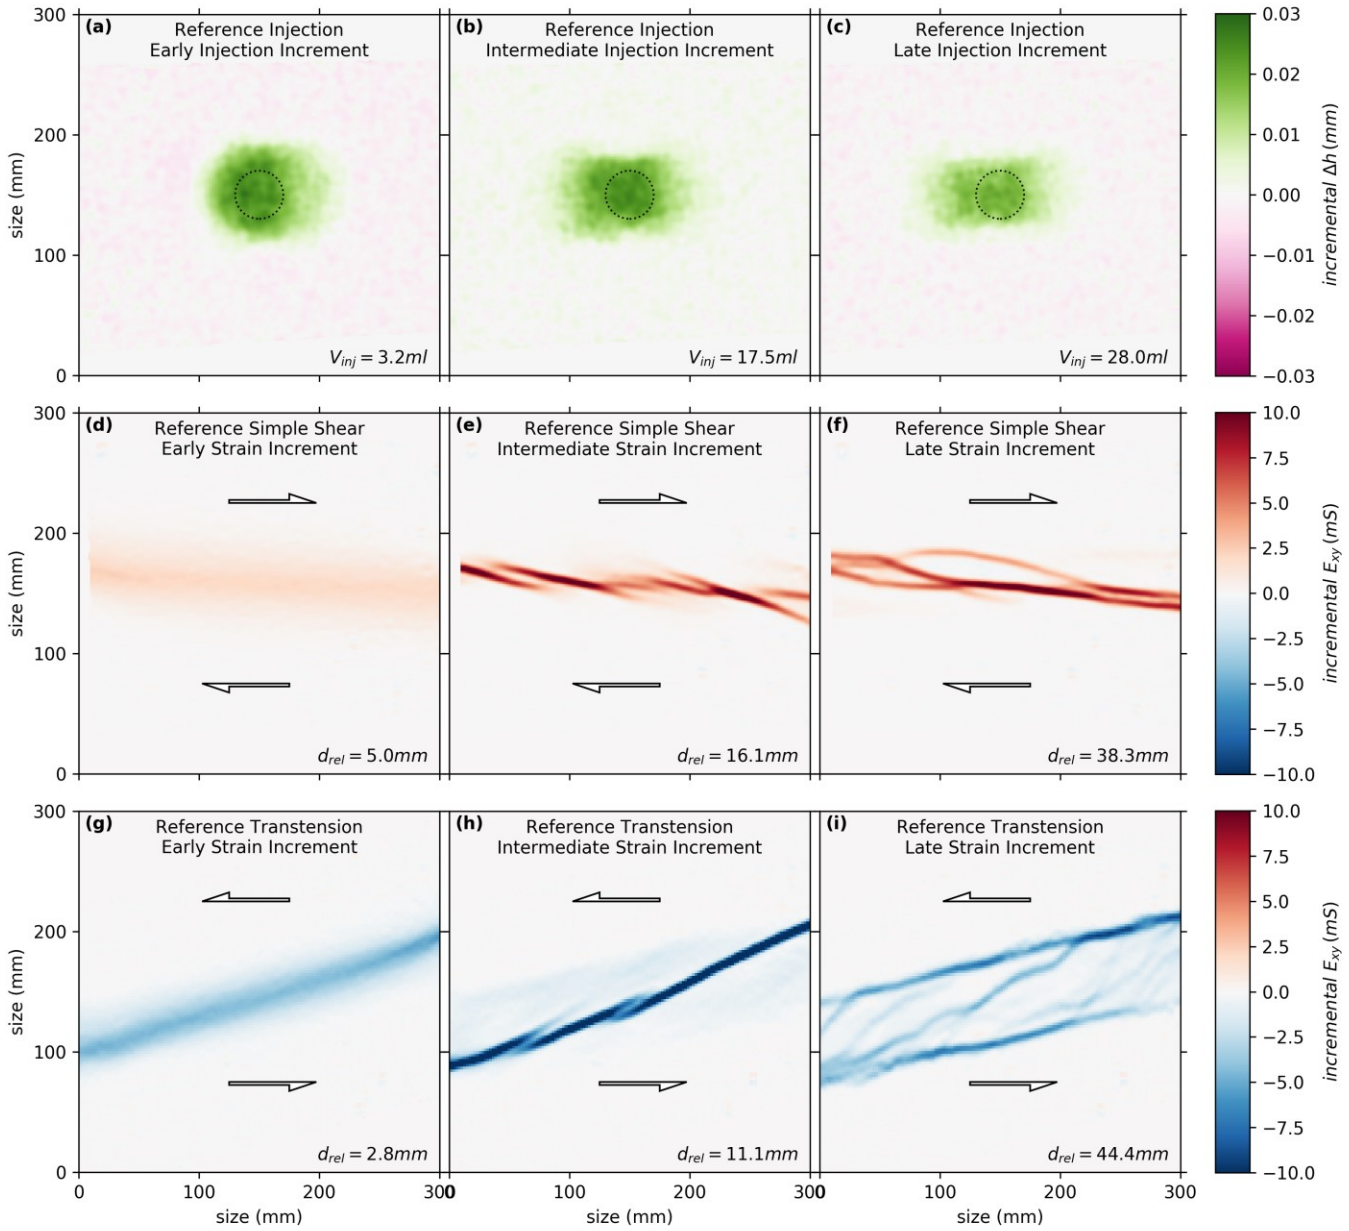 300
(a)
Reference Injection
Early Injection Increment
(b)
Reference Injection
Intermediate Injection Increment
(c)
Reference Injection
Late Injection Increment
200
100
0
size (mm)
V_inj = 3.2ml
V_inj = 17.5ml
V_inj = 28.0ml
0.03
0.02
0.01
0.00
−0.01
−0.02
−0.03
incremental Δh (mm)
300
(d)
Reference Simple Shear
Early Strain Increment
(e)
Reference Simple Shear
Intermediate Strain Increment
(f)
Reference Simple Shear
Late Strain Increment
200
100
0
size (mm)
d_rel = 5.0mm
d_rel = 16.1mm
d_rel = 38.3mm
10.0
7.5
5.0
2.5
0.0
−2.5
−5.0
−7.5
−10.0
incremental E_xy (mS)
300
(g)
Reference Transtension
Early Strain Increment
(h)
Reference Transtension
Intermediate Strain Increment
(i)
Reference Transtension
Late Strain Increment
200
100
0
size (mm)
d_rel = 2.8mm
d_rel = 11.1mm
d_rel = 44.4mm
10.0
7.5
5.0
2.5
0.0
−2.5
−5.0
−7.5
−10.0
incremental E_xy (mS)
0 100 200 300
0 100 200 300
0 100 200 300
size (mm)
size (mm)
size (mm)